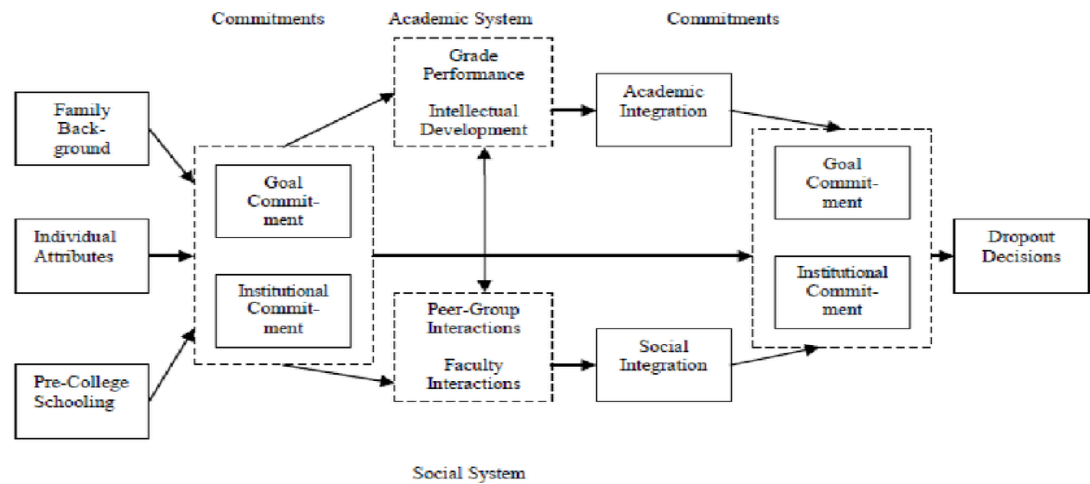 Commitments
Academic System
Commitments
Family
Back-
ground
Individual
Attributes
Pre-College
Schooling
Goal
Commit-
ment
Institutional
Commit-
ment
Grade
Performance
Intellectual
Development
Peer-Group
Interactions
Faculty
Interactions
Academic
Integration
Social
Integration
Goal
Commit-
ment
Institutional
Commit-
ment
Dropout
Decisions
Social System